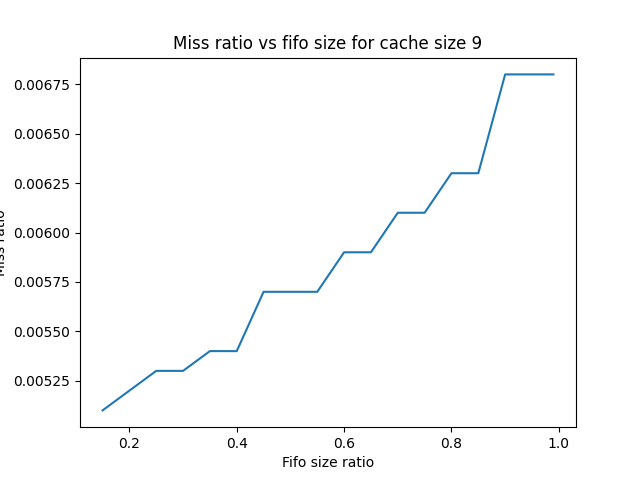 Miss ratio vs fifo size for cache size 9
0.00675
0.00650
0.00625
0.00600
0.00575
0.00550
0.00525
Miss ratio
0.2 0.4 0.6 0.8 1.0
Fifo size ratio